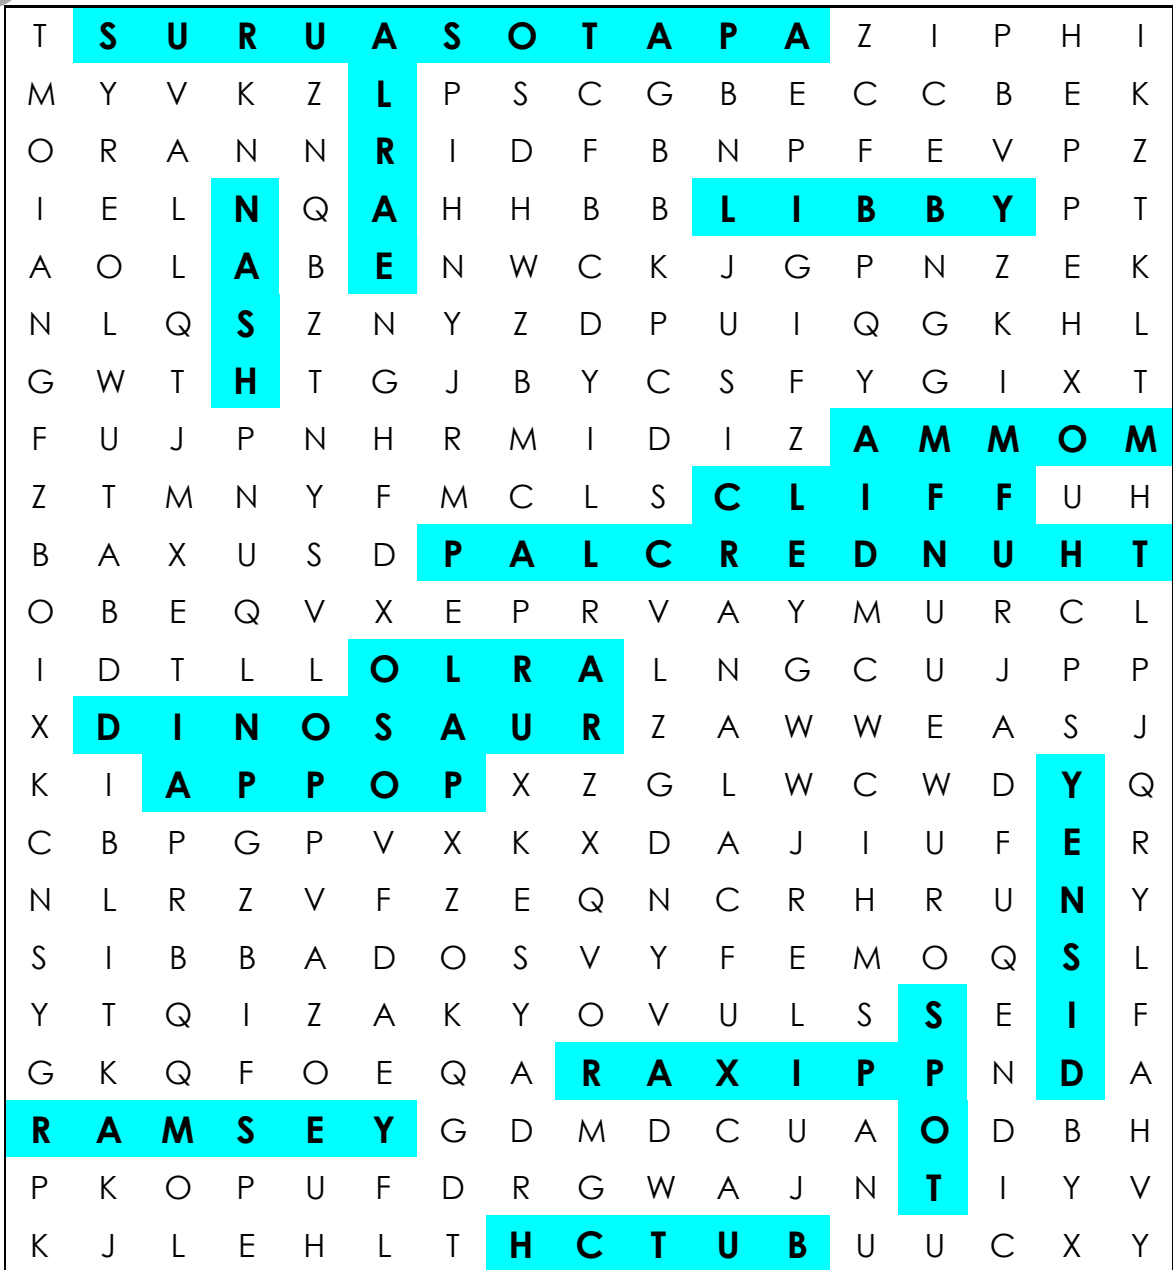 T S U R U A S O T A P A Z I P H I
M Y V K Z L P S C G B E C C B E K
O R A N N R I D F B N P F E V P Z
I E L N Q A H H B B L I B B Y P T
A O L A B E N W C K J G P N Z E K
N L Q S Z N Y Z D P U I Q G K H L
G W T H T G J B Y C S F Y G I X T
F U J P N H R M I D I Z A M M O M
Z T M N Y F M C L S C L I F F U H
B A X U S D P A L C R E D N U H T
O B E Q V X E P R V A Y M U R C L
I D T L L O L R A L N G C U J P P
X D I N O S A U R Z A W W E A S J
K I A P P O P X Z G L W C W D Y Q
C B P G P V X K X D A J I U F E R
N L R Z V F Z E Q N C R H R U N Y
S I B B A D O S V Y F E M O Q S L
Y T Q I Z A K Y O V U L S S E I F
G K Q F O E Q A R A X I P P N D A
R A M S E Y G D M D C U A O D B H
P K O P U F D R G W A J N T I Y V
K J L E H L T H C T U B U U C X Y